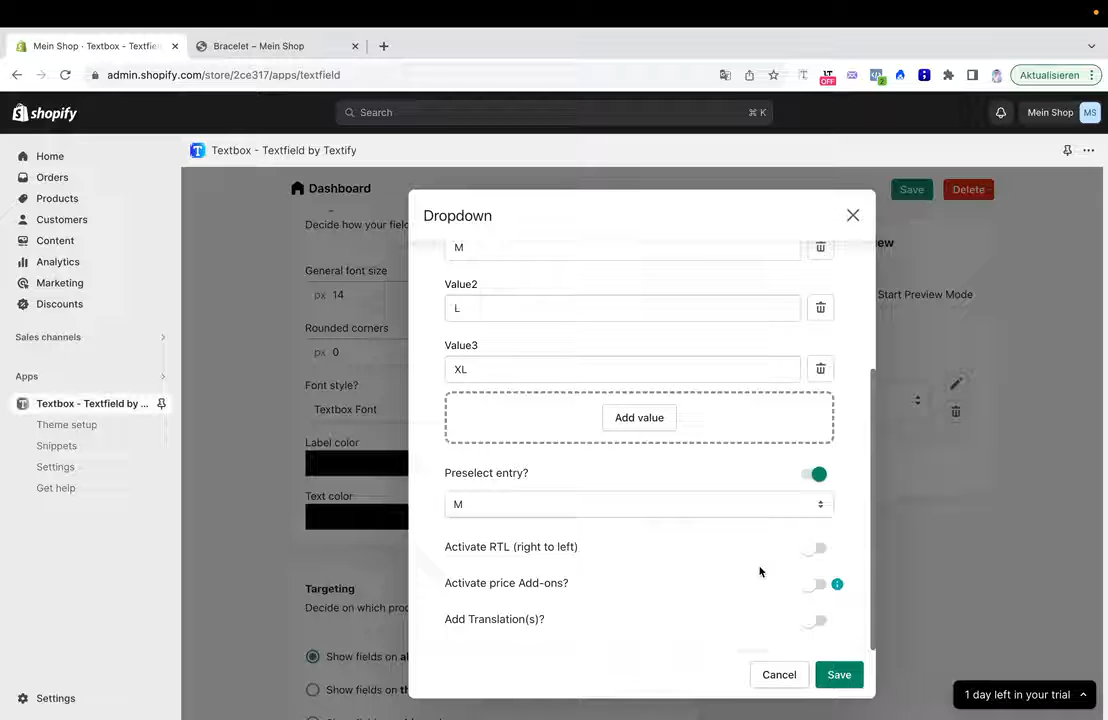 Mein Shop · Textbox - Textfiel
Bracelet – Mein Shop
admin.shopify.com/store/2ce317/apps/textfield
OFF
2
Aktualisieren
shopify
Search
⌘ K
Mein Shop
MS
Home
Orders
Products
Customers
Content
Analytics
Marketing
Discounts
Sales channels
Apps
Textbox - Textfield by ...
Theme setup
Snippets
Settings
Get help
Settings
Textbox - Textfield by Textify
Dashboard
Save
Delete
Decide how your field
General font size
px 14
Rounded corners
px 0
Font style?
Textbox Font
Label color
Text color
Targeting
Decide on which prod
Show fields on al
Show fields on th
Start Preview Mode
Dropdown
M
Value2
L
Value3
XL
Add value
Preselect entry?
M
Activate RTL (right to left)
Activate price Add-ons?
Add Translation(s)?
Cancel
Save
1 day left in your trial